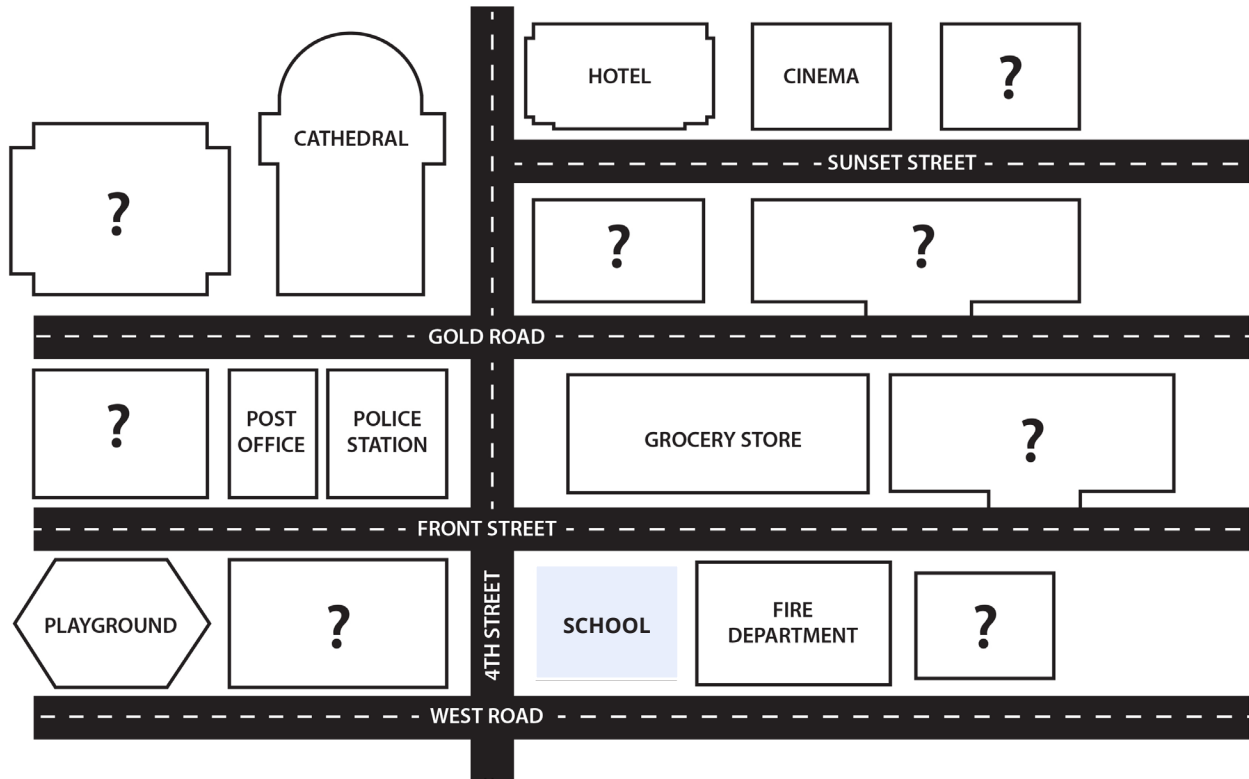 HOTEL
CINEMA
?
CATHEDRAL
SUNSET STREET
?
?
?
GOLD ROAD
?
POST
OFFICE
POLICE
STATION
GROCERY STORE
?
FRONT STREET
PLAYGROUND
?
4TH STREET
SCHOOL
FIRE
DEPARTMENT
?
WEST ROAD